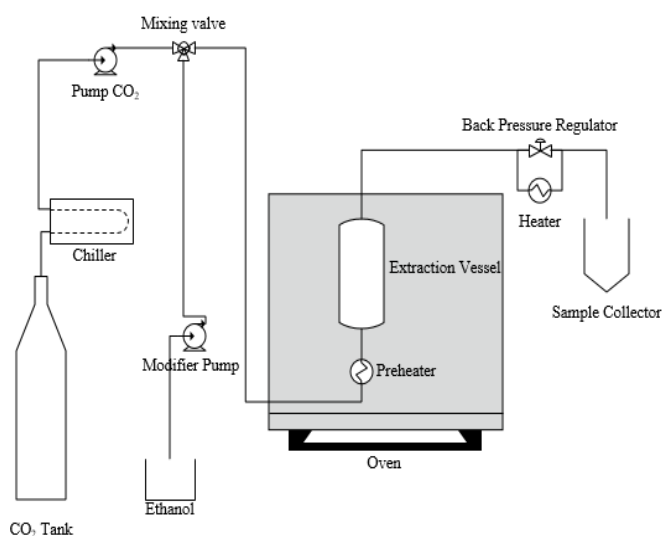 Mixing valve
Pump CO₂
Back Pressure Regulator
Heater
Chiller
Extraction Vessel
Sample Collector
Modifier Pump
Preheater
Oven
Ethanol
CO₂ Tank